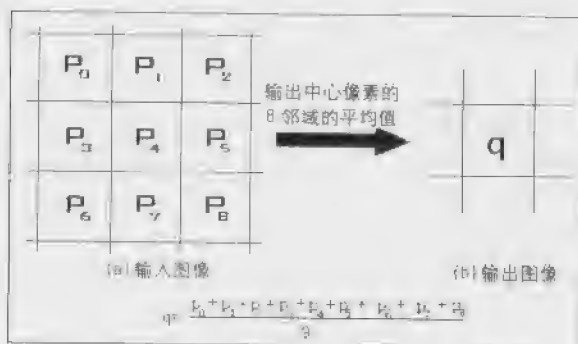 P₀ P₁ P₂
输出中心像素的
8 邻域的平均值
P₃ P₄ P₅
q
P₆ P₇ P₈
(a) 输入图像
(b) 输出图像